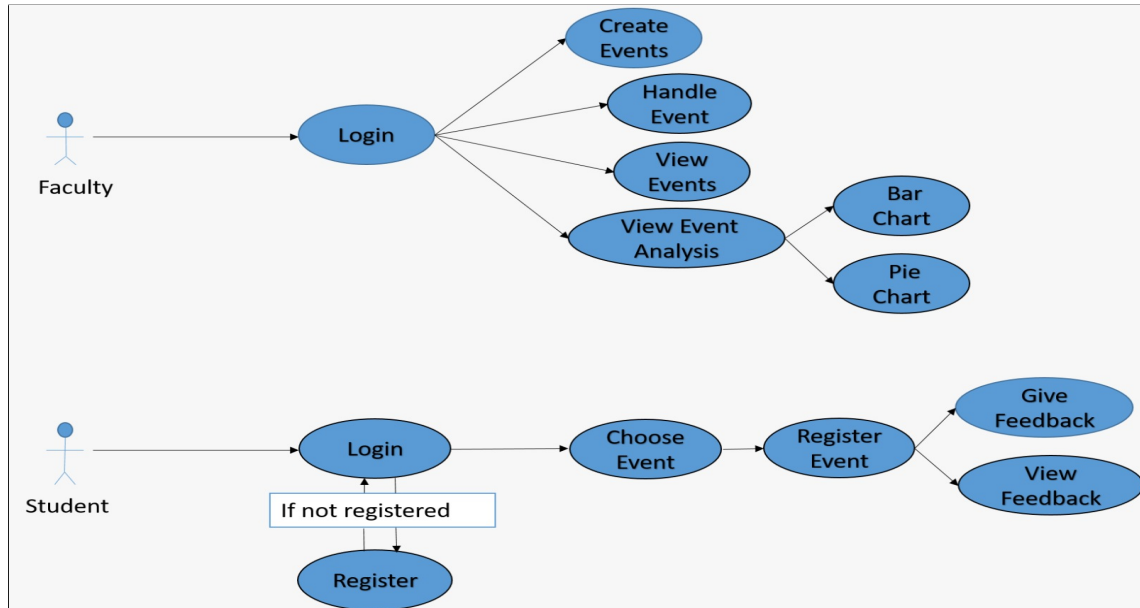 Create
Events
Handle
Event
Login
View
Events
Faculty
Bar
Chart
View Event
Analysis
Pie
Chart
Give
Feedback
Login
Choose
Event
Register
Event
View
Feedback
Student
If not registered
Register